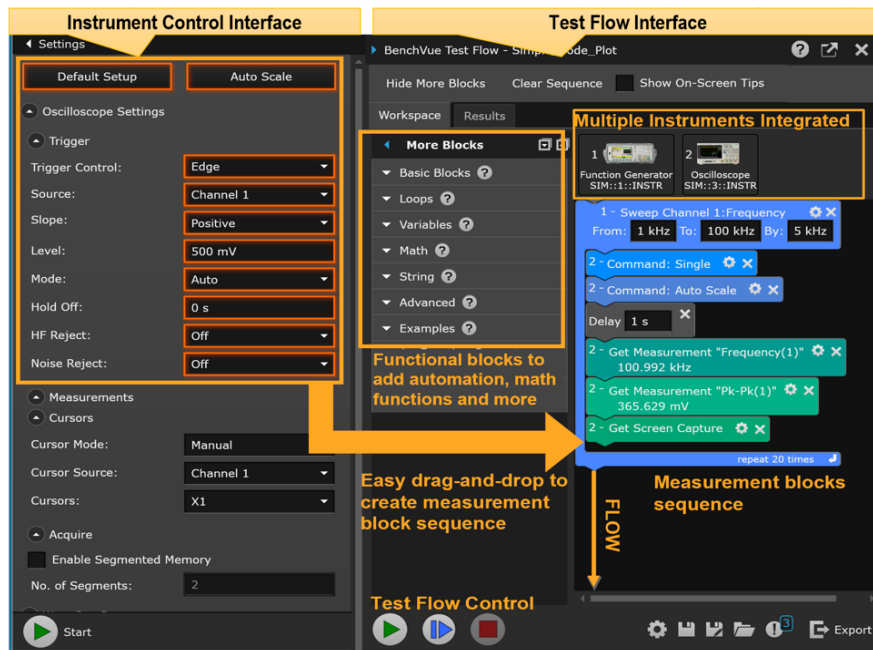 Instrument Control Interface
Test Flow Interface
Settings
Default Setup
Auto Scale
Oscilloscope Settings
Trigger
Trigger Control:
Edge
Source:
Channel 1
Slope:
Positive
Level:
500 mV
Mode:
Auto
Hold Off:
0 s
HF Reject:
Off
Noise Reject:
Off
Measurements
Cursors
Cursor Mode:
Manual
Cursor Source:
Channel 1
Cursors:
X1
Acquire
Enable Segmented Memory
No. of Segments:
2
Start
BenchVue Test Flow -
ode_Plot
?
Hide More Blocks
Clear Sequence
Show On-Screen Tips
Workspace
Results
Multiple Instruments Integrated
More Blocks
Basic Blocks ?
Loops ?
Variables ?
Math ?
String ?
Advanced ?
Examples ?
Functional blocks to
add automation, math
functions and more
1
Function Generator
SIM::1::INSTR
2
Oscilloscope
SIM::3::INSTR
1 - Sweep Channel 1:Frequency
From: 1 kHz To: 100 kHz By: 5 kHz
2 - Command: Single
2 - Command: Auto Scale
Delay 1 s
2 - Get Measurement "Frequency(1)"
100.992 kHz
2 - Get Measurement "Pk-Pk(1)"
365.629 mV
2 - Get Screen Capture
repeat 20 times
Easy drag-and-drop to
create measurement
block sequence
Measurement blocks
sequence
FLOW
Test Flow Control
3
Export